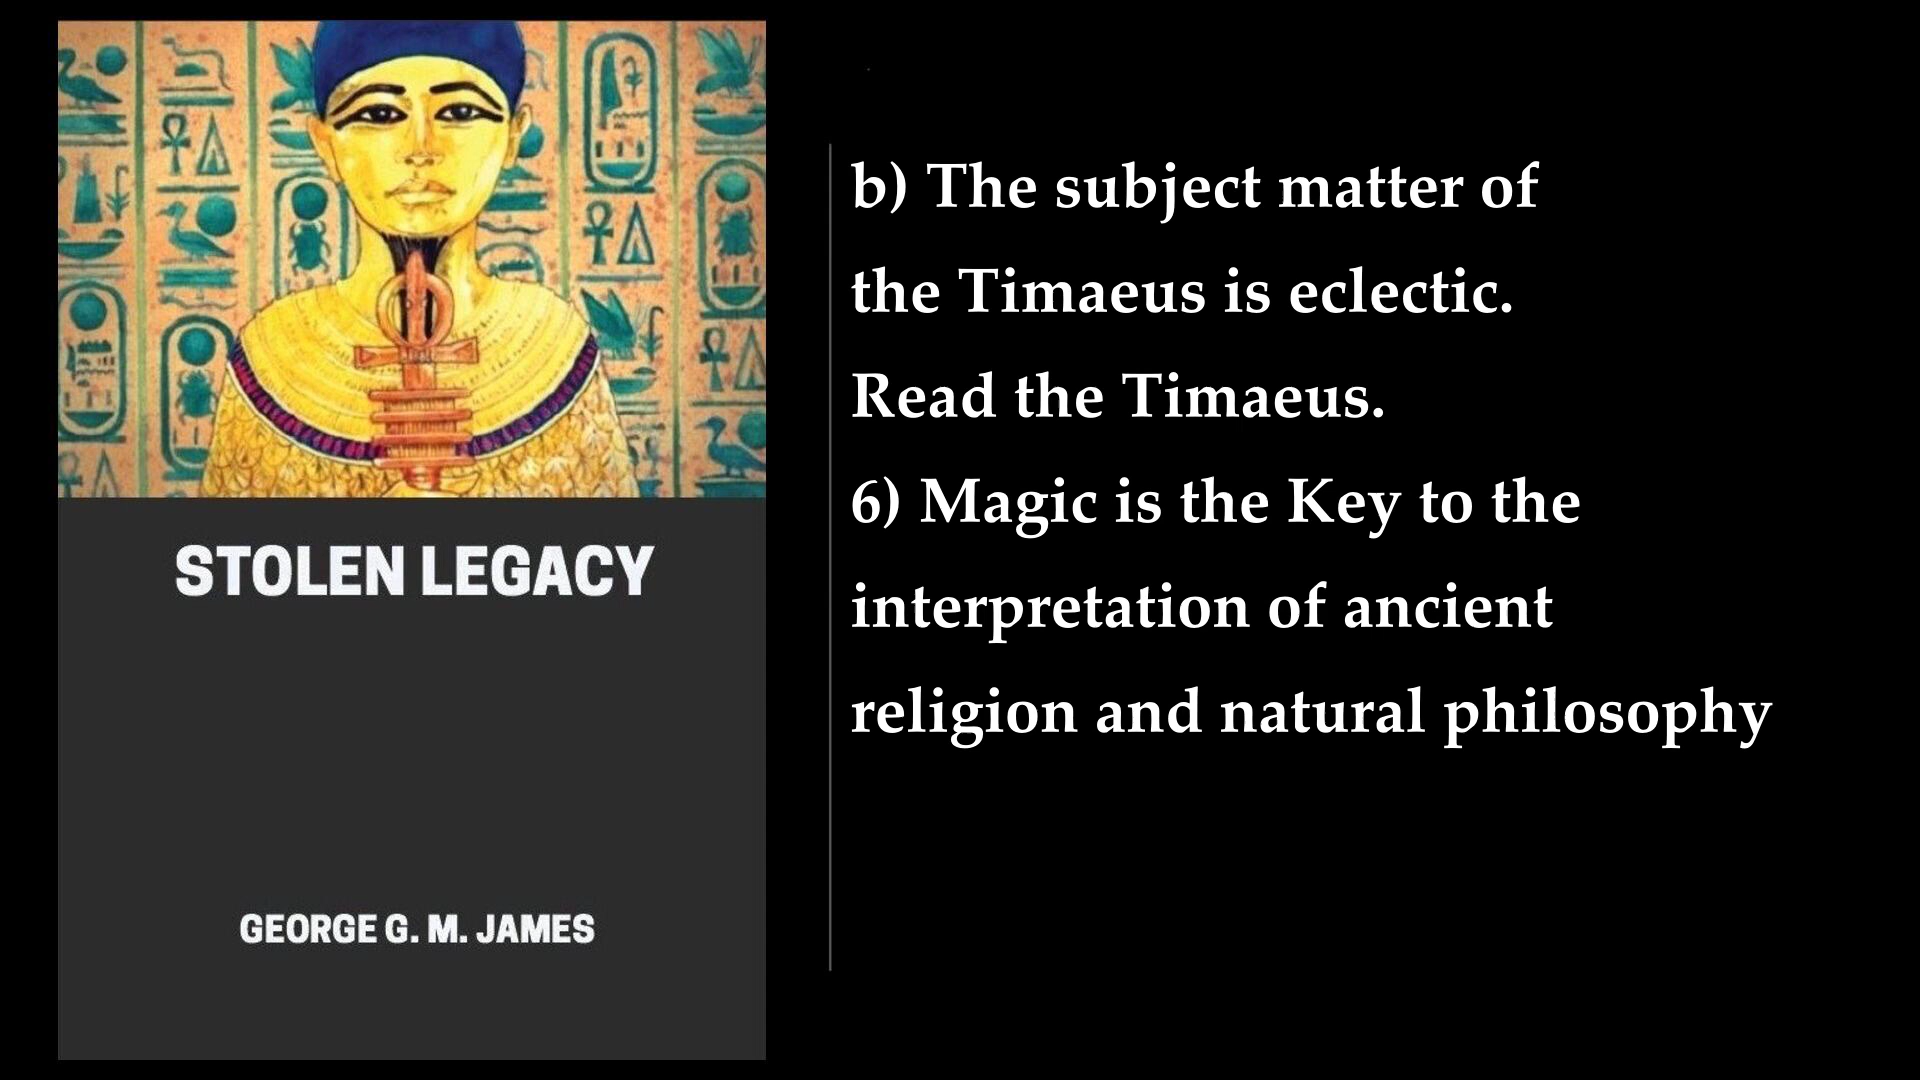 STOLEN LEGACY
GEORGE G. M. JAMES
b) The subject matter of
the Timaeus is eclectic.
Read the Timaeus.
6) Magic is the Key to the
interpretation of ancient
religion and natural philosophy